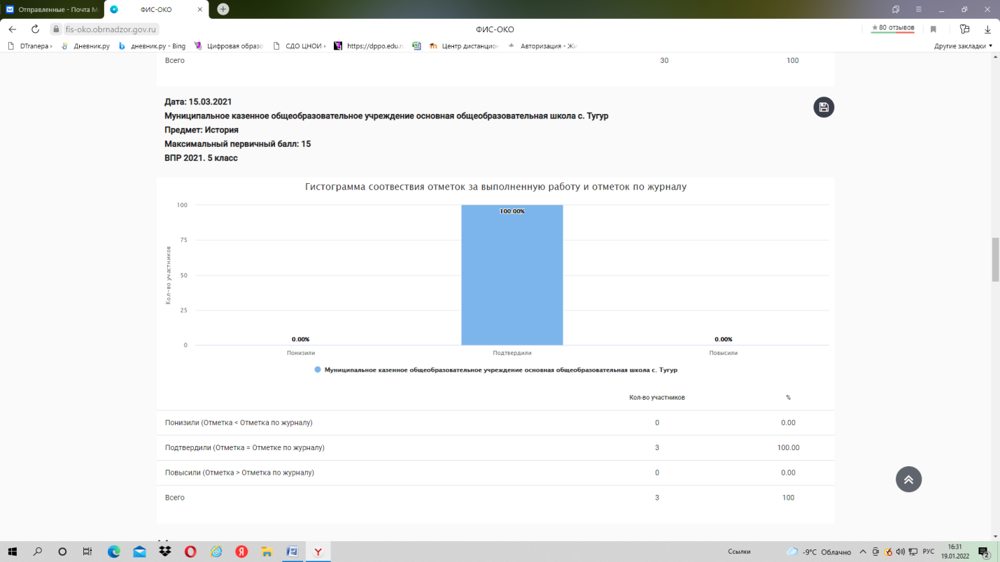 Отправленные - Почта М
ФИС-ОКО
fis-oko.obrnadzor.gov.ru
ФИС-ОКО
★ 80 отзывов
DTranepa ›
Дневник.ру
дневник.ру - Bing
Цифровая образо
СДО ЦНОИ ›
https://dppo.edu.ru
Центр дистанцион
Авторизация - Жи
Другие закладки
Всего 30 100
Дата: 15.03.2021
Муниципальное казенное общеобразовательное учреждение основная общеобразовательная школа с. Тугур
Предмет: История
Максимальный первичный балл: 15
ВПР 2021. 5 класс
Гистограмма соотвествия отметок за выполненную работу и отметок по журналу
Кол-во участников
100
75
50
25
0
0.00%
100.00%
0.00%
Понизили
Подтвердили
Повысили
Муниципальное казенное общеобразовательное учреждение основная общеобразовательная школа с. Тугур
Кол-во участников %
Понизили (Отметка < Отметка по журналу) 0 0.00
Подтвердили (Отметка = Отметке по журналу) 3 100.00
Повысили (Отметка > Отметка по журналу) 0 0.00
Всего 3 100
Ссылки
-9°C Облачно
РУС
16:31
19.01.2022
2